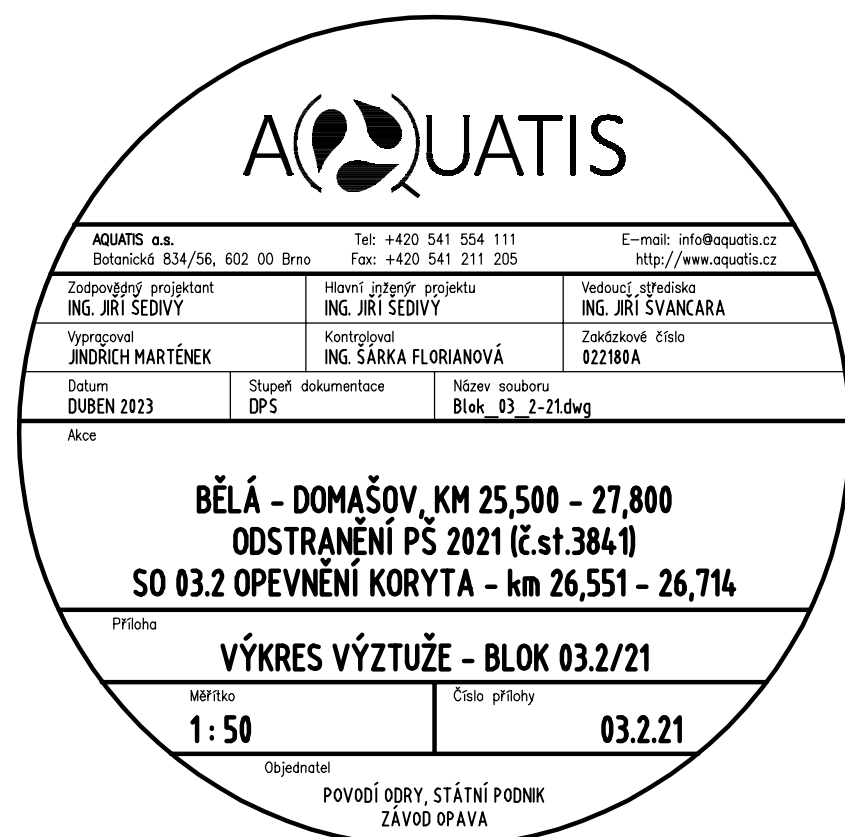 AQUATIS
AQUATIS a.s. Tel: +420 541 554 111 E-mail: info@aquatis.cz
Botanická 834/56, 602 00 Brno Fax: +420 541 211 205 http://www.aquatis.cz
Zodpovědný projektant Hlavní inženýr projektu Vedoucí střediska
ING. JIŘÍ ŠEDIVÝ ING. JIŘÍ ŠEDIVÝ ING. JIŘÍ ŠVANCARA
Vypracoval Kontroloval Zakázkové číslo
JINDŘICH MARTÉNEK ING. ŠÁRKA FLORIANOVÁ 022180A
Datum Stupeň dokumentace Název souboru
DUBEN 2023 DPS Blok_03_2-21.dwg
Akce
BĚLÁ - DOMAŠOV, KM 25,500 - 27,800
ODSTRANĚNÍ PŠ 2021 (č.st.3841)
SO 03.2 OPEVNĚNÍ KORYTA - km 26,551 - 26,714
Příloha
VÝKRES VÝZTUŽE - BLOK 03.2/21
Měřítko Číslo přílohy
1 : 50 03.2.21
Objednatel
POVODÍ ODRY, STÁTNÍ PODNIK
ZÁVOD OPAVA